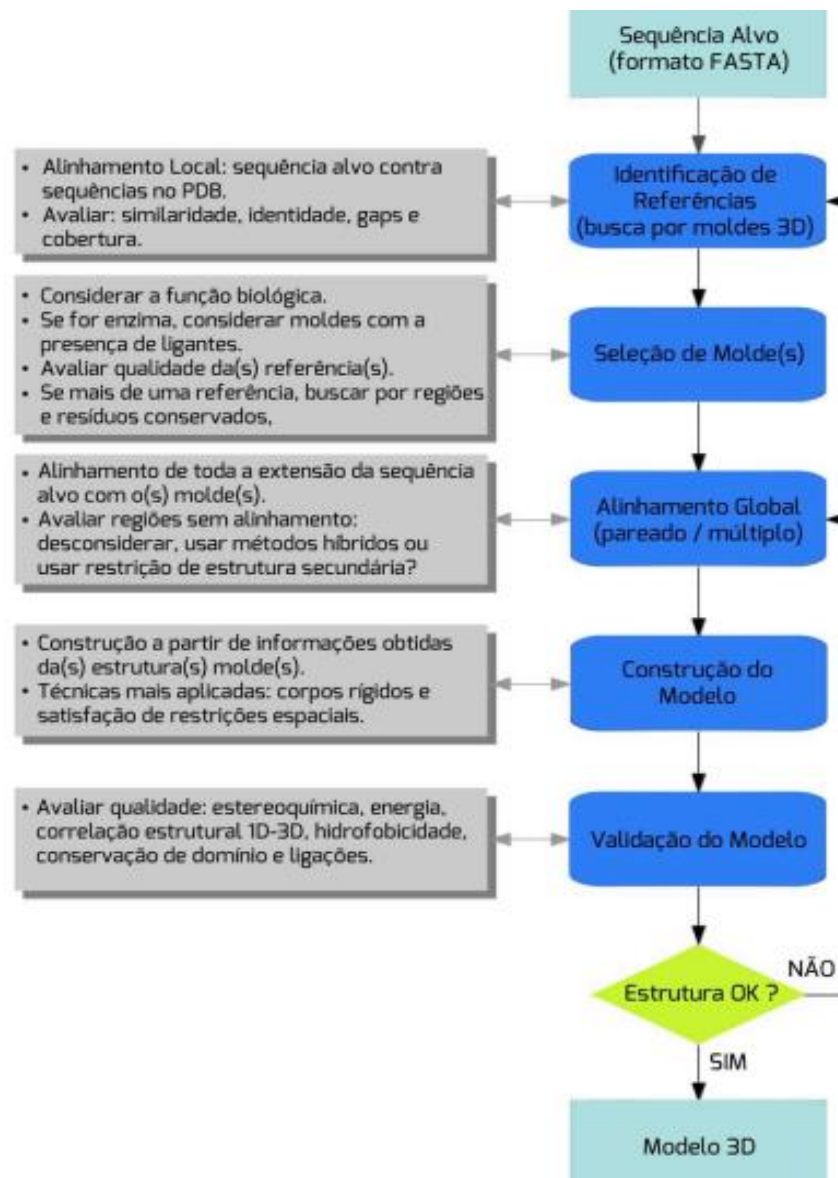 Sequência Alvo
(formato FASTA)
• Alinhamento Local: sequência alvo contra
sequências no PDB.
• Avaliar: similaridade, identidade, gaps e
cobertura.
Identificação de
Referências
(busca por moldes 3D)
• Considerar a função biológica.
• Se for enzima, considerar moldes com a
presença de ligantes.
• Avaliar qualidade da(s) referência(s).
• Se mais de uma referência, buscar por regiões
e resíduos conservados,
Seleção de Molde(s)
• Alinhamento de toda a extensão da sequência
alvo com o(s) molde(s).
• Avaliar regiões sem alinhamento:
desconsiderar, usar métodos híbridos ou
usar restrição de estrutura secundária?
Alinhamento Global
(pareado / múltiplo)
• Construção a partir de informações obtidas
da(s) estrutura(s) molde(s).
• Técnicas mais aplicadas: corpos rígidos e
satisfação de restrições espaciais.
Construção do
Modelo
• Avaliar qualidade: estereoquímica, energia,
correlação estrutural 1D-3D, hidrofobicidade,
conservação de domínio e ligações.
Validação do Modelo
Estrutura OK ?
NÃO
SIM
Modelo 3D